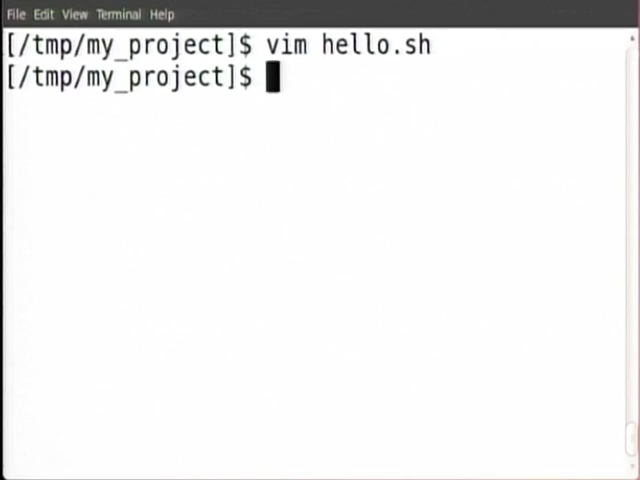 File Edit View Terminal Help
[/tmp/my_project]$ vim hello.sh
[/tmp/my_project]$